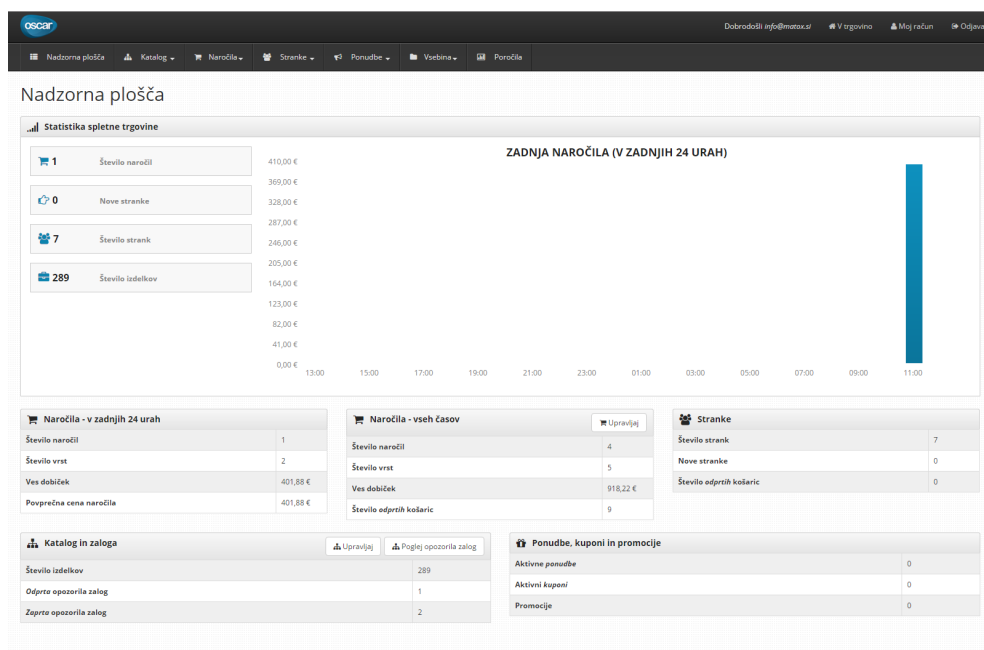 oscar
Dobrodošli info@matax.si V trgovino Moj račun Odjava
Nadzorna plošča Katalog Naročila Stranke Ponudbe Vsebina Poročila
Nadzorna plošča
Statistika spletne trgovine
1 Število naročil
0 Nove stranke
7 Število strank
289 Število izdelkov
ZADNJA NAROČILA (V ZADNJIH 24 URAH)
410,00 €
369,00 €
328,00 €
287,00 €
246,00 €
205,00 €
164,00 €
123,00 €
82,00 €
41,00 €
0,00 €
13:00 15:00 17:00 19:00 21:00 23:00 01:00 03:00 05:00 07:00 09:00 11:00
Naročila - v zadnjih 24 urah
Število naročil 1
Število vrst 2
Ves dobiček 401,88 €
Povprečna cena naročila 401,88 €
Naročila - vseh časov Upravljaj
Število naročil 4
Število vrst 5
Ves dobiček 918,22 €
Število odprtih košaric 9
Stranke
Število strank 7
Nove stranke 0
Število odprtih košaric 0
Katalog in zaloga Upravljaj Poglej opozorila zalog
Število izdelkov 289
Odprta opozorila zalog 1
Zaprta opozorila zalog 2
Ponudbe, kuponi in promocije
Aktivne ponudbe 0
Aktivni kuponi 0
Promocije 0